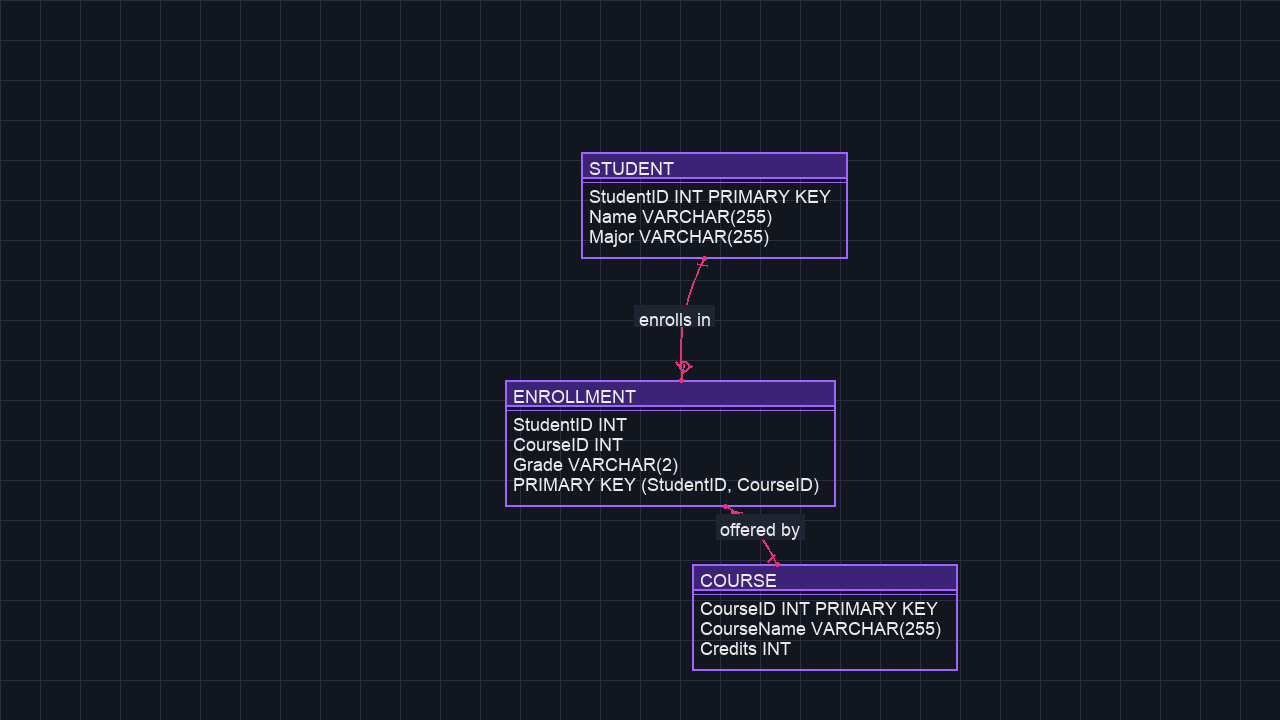 STUDENT
StudentID INT PRIMARY KEY
Name VARCHAR(255)
Major VARCHAR(255)
enrolls in
ENROLLMENT
StudentID INT
CourseID INT
Grade VARCHAR(2)
PRIMARY KEY (StudentID, CourseID)
offered by
COURSE
CourseID INT PRIMARY KEY
CourseName VARCHAR(255)
Credits INT